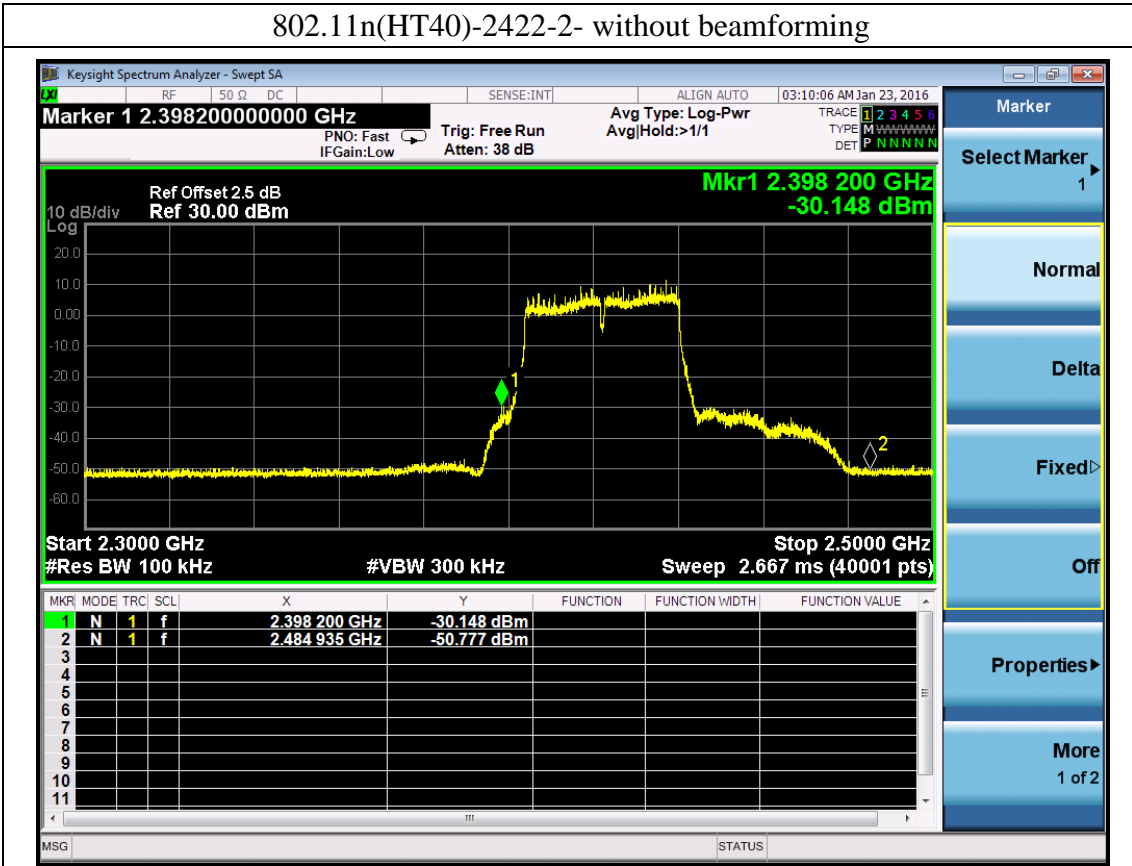 802.11n(HT40)-2422-2- without beamforming
Keysight Spectrum Analyzer - Swept SA
LXI RF 50 Ω DC SENSE:INT ALIGN AUTO 03:10:06 AM Jan 23, 2016
Marker 1 2.398200000000 GHz
PNO: Fast
IFGain:Low
Trig: Free Run
Atten: 38 dB
Avg Type: Log-Pwr
Avg|Hold:>1/1
TRACE 1 2 3 4 5 6
TYPE M WWWWW
DET P N N N N N
Mkr1 2.398 200 GHz
-30.148 dBm
Ref Offset 2.5 dB
10 dB/div Ref 30.00 dBm
Log
20.0
10.0
0.00
-10.0
-20.0
-30.0
-40.0
-50.0
-60.0
1
2
Start 2.3000 GHz Stop 2.5000 GHz
#Res BW 100 kHz #VBW 300 kHz Sweep 2.667 ms (40001 pts)
MKR MODE TRC SCL X Y FUNCTION FUNCTION WIDTH FUNCTION VALUE
1 N 1 f 2.398 200 GHz -30.148 dBm
2 N 1 f 2.484 935 GHz -50.777 dBm
3
4
5
6
7
8
9
10
11
MSG STATUS
Marker
Select Marker
1
Normal
Delta
Fixed
Off
Properties
More
1 of 2